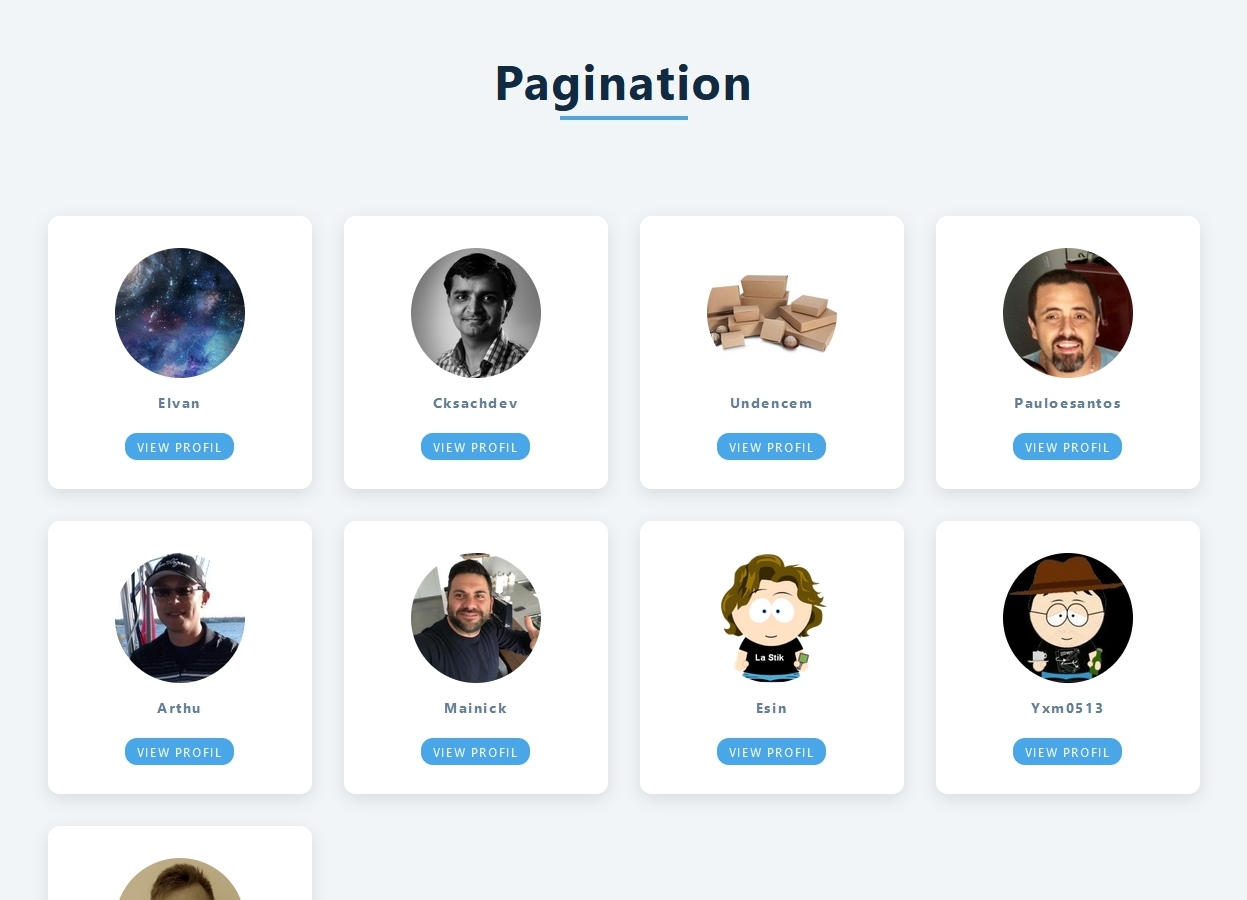 Pagination
Elvan
VIEW PROFIL
Cksachdev
VIEW PROFIL
Undencem
VIEW PROFIL
Pauloesantos
VIEW PROFIL
Arthu
VIEW PROFIL
Mainick
VIEW PROFIL
La Stik
Esin
VIEW PROFIL
Yxm0513
VIEW PROFIL